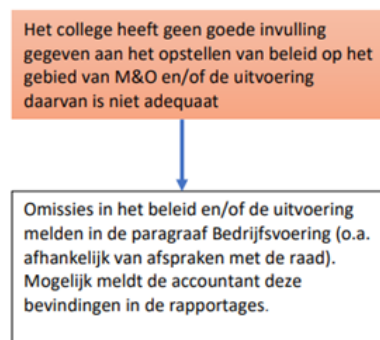 Het college heeft geen goede invulling
gegeven aan het opstellen van beleid op het
gebied van M&O en/of de uitvoering
daarvan is niet adequaat
Omissies in het beleid en/of de uitvoering
melden in de paragraaf Bedrijfsvoering (o.a.
afhankelijk van afspraken met de raad).
Mogelijk meldt de accountant deze
bevindingen in de rapportages.